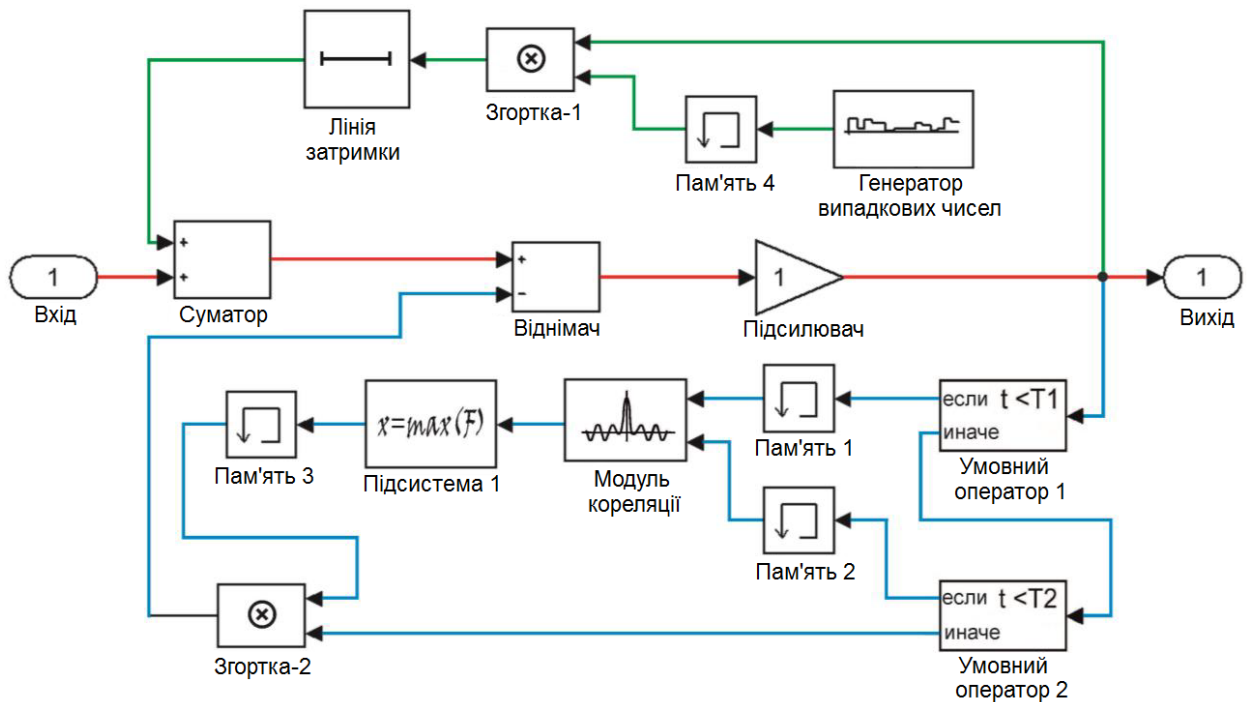 Лінія
затримки
Згортка-1
Пам'ять 4
Генератор
випадкових чисел
1
Вхід
+
+
Суматор
+
−
Віднімач
1
Підсилювач
1
Вихід
Пам'ять 3
x=max(F)
Підсистема 1
Модуль
кореляції
Пам'ять 1
если t <T1
иначе
Умовний
оператор 1
Пам'ять 2
если t <T2
иначе
Умовний
оператор 2
Згортка-2